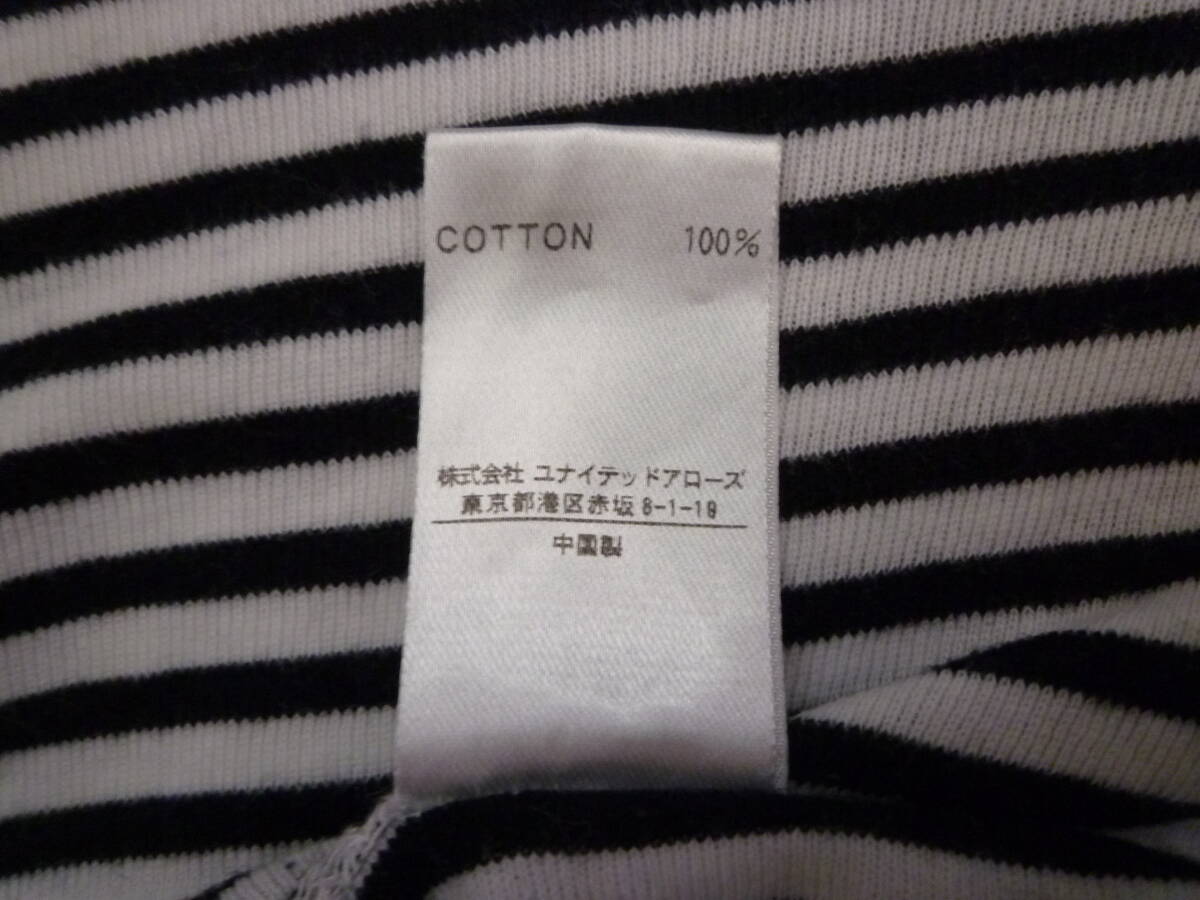 COTTON 100%
株式会社 ユナイテッドアローズ
東京都港区赤坂 8-1-19
中国製